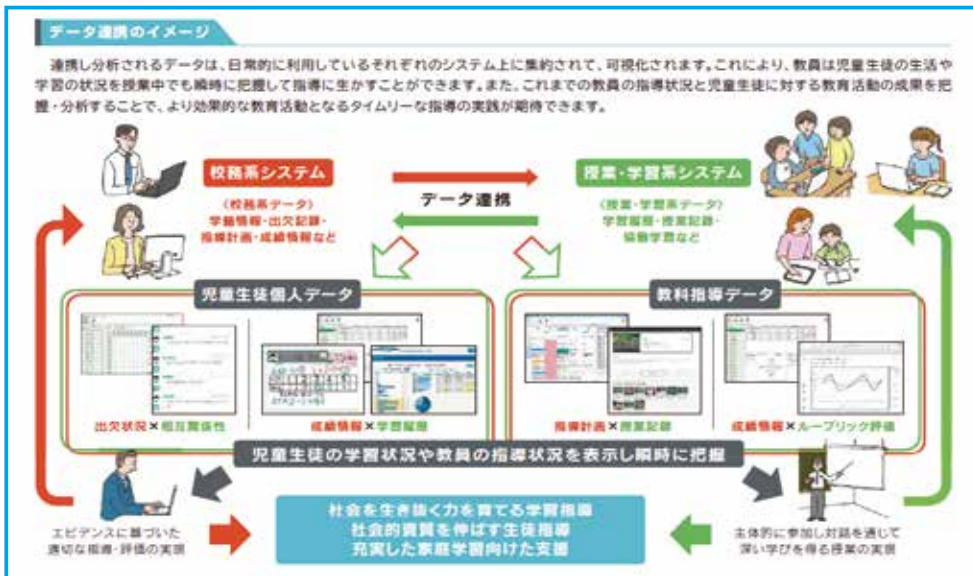 データ連携のイメージ
連携し分析されるデータは、日常的に利用しているそれぞれのシステム上に集約されて、可視化されます。これにより、教員は児童生徒の生活や
学習の状況を授業中でも瞬時に把握して指導に生かすことができます。また、これまでの教員の指導状況と児童生徒に対する教育活動の成果を把
握・分析することで、より効果的な教育活動となるタイムリーな指導の実践が期待できます。
校務系システム
データ連携
授業・学習系システム
〈校務系データ〉
学籍情報・出欠記録・
指導計画・成績情報など
〈授業・学習系データ〉
学習履歴・授業記録・
協働学習など
児童生徒個人データ
教科指導データ
出欠状況×相互関係性
成績情報×学習履歴
指導計画×授業記録
成績情報×ルーブリック評価
児童生徒の学習状況や教員の指導状況を表示し瞬時に把握
エビデンスに基づいた
適切な指導・評価の実現
社会を生き抜く力を育てる学習指導
社会的資質を伸ばす生徒指導
充実した家庭学習向けた支援
主体的に参加し対話を通じて
深い学びを得る授業の実現